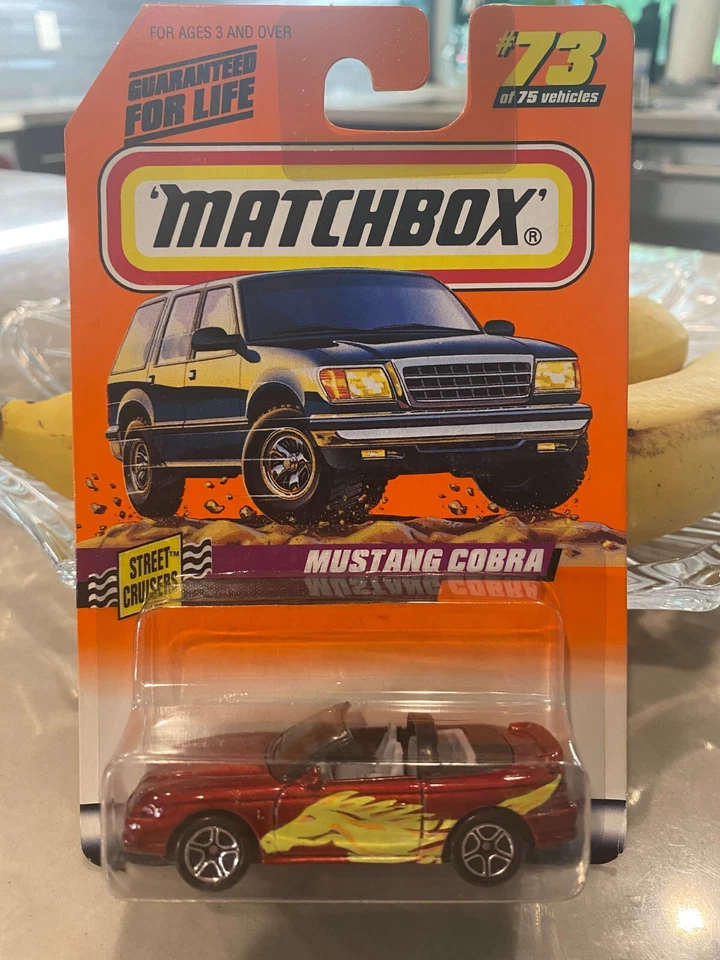 FOR AGES 3 AND OVER
GUARANTEED
FOR LIFE
#73
of 75 vehicles
'MATCHBOX'®
STREET™
CRUISERS
MUSTANG COBRA